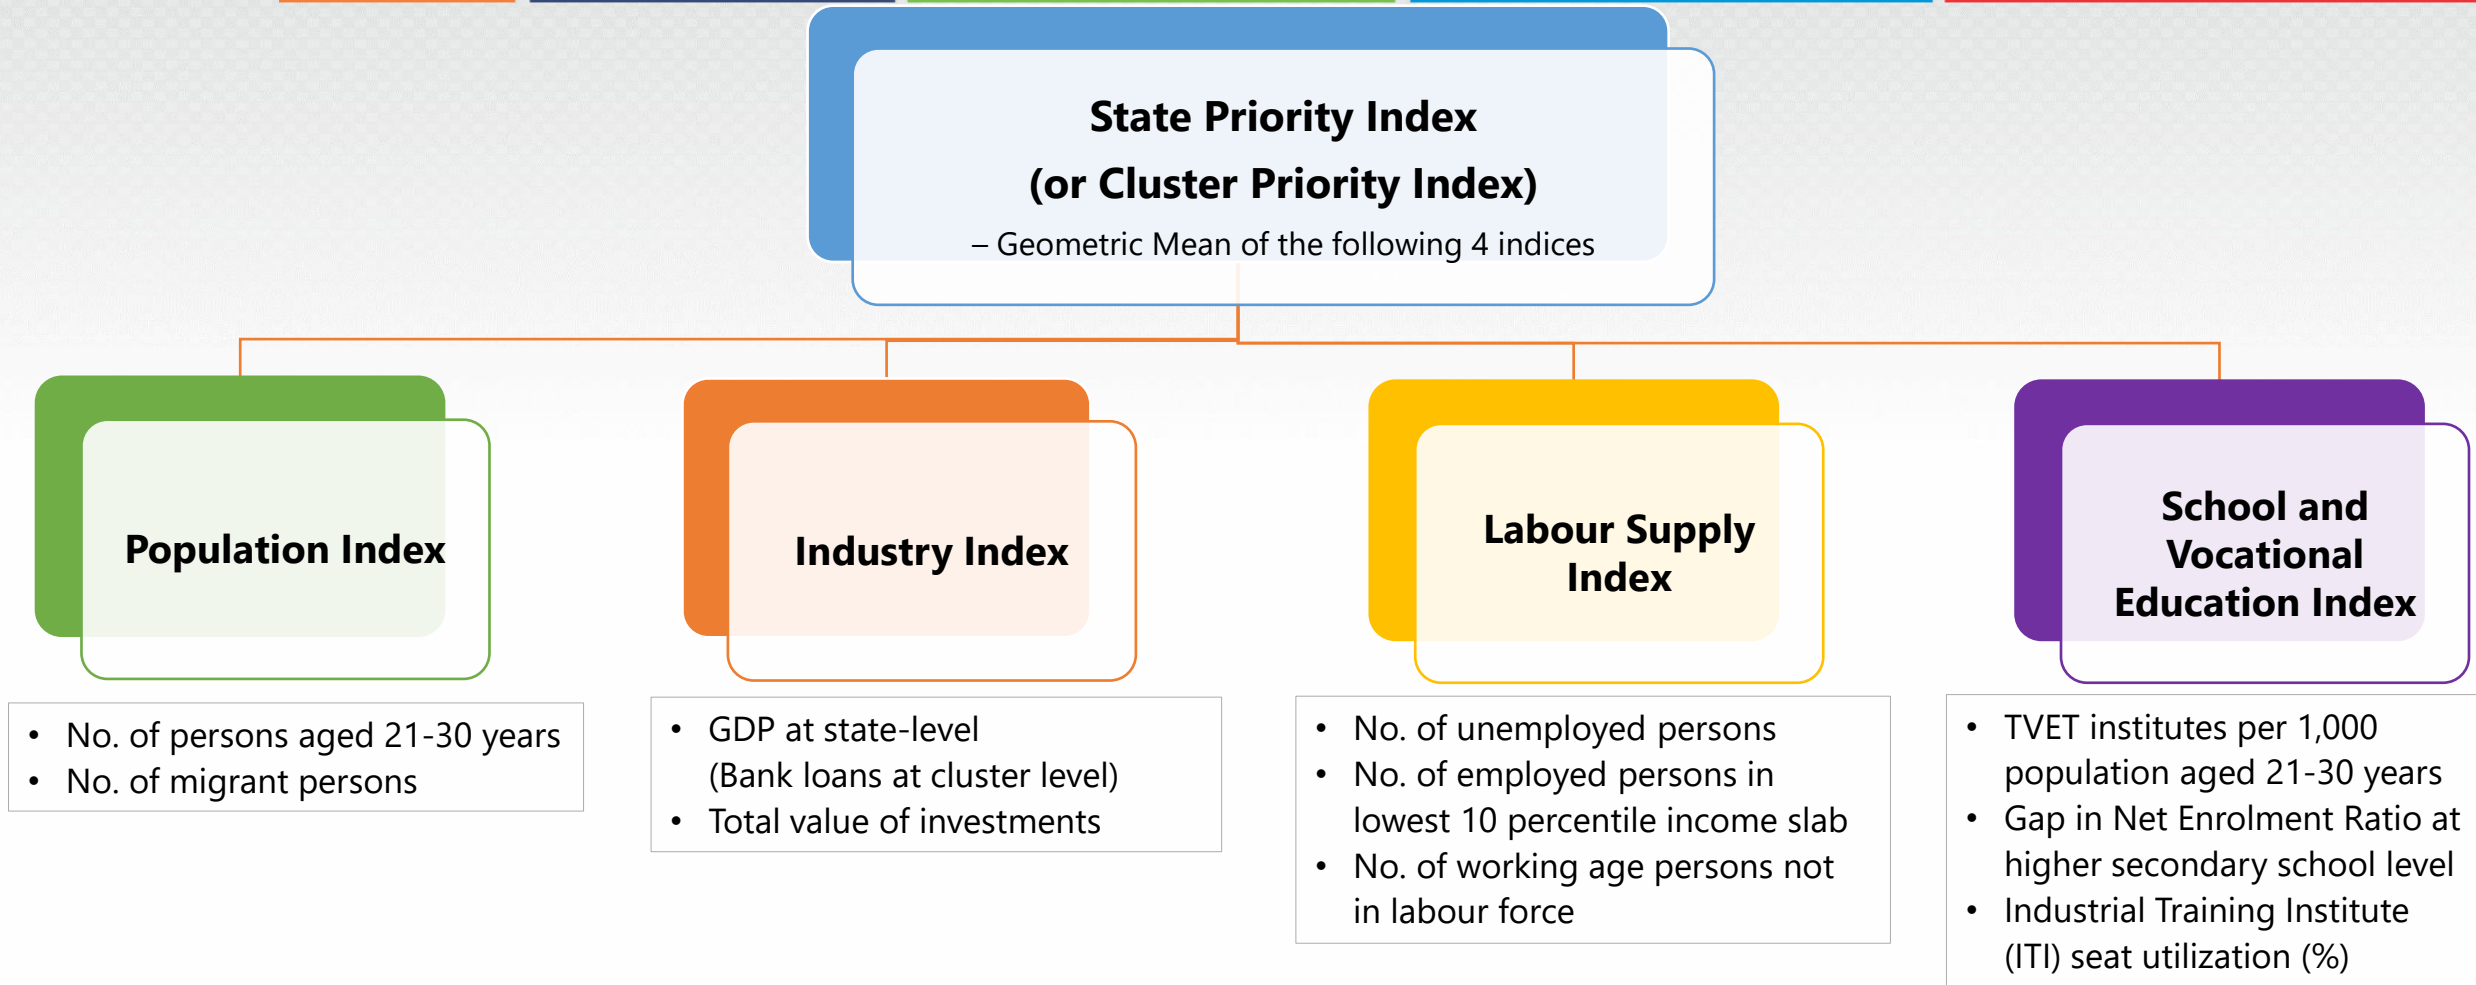 State Priority Index
(or Cluster Priority Index)
– Geometric Mean of the following 4 indices
Population Index
Industry Index
Labour Supply
Index
School and
Vocational
Education Index
• No. of persons aged 21-30 years
• No. of migrant persons
• GDP at state-level
(Bank loans at cluster level)
• Total value of investments
• No. of unemployed persons
• No. of employed persons in
lowest 10 percentile income slab
• No. of working age persons not
in labour force
• TVET institutes per 1,000
population aged 21-30 years
• Gap in Net Enrolment Ratio at
higher secondary school level
• Industrial Training Institute
(ITI) seat utilization (%)